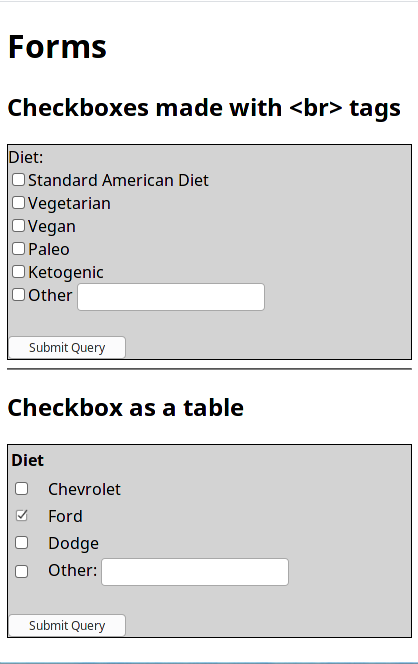 Forms
Checkboxes made with <br> tags
Diet:
Standard American Diet
Vegetarian
Vegan
Paleo
Ketogenic
Other
Submit Query
Checkbox as a table
Diet
Chevrolet
Ford
Dodge
Other:
Submit Query